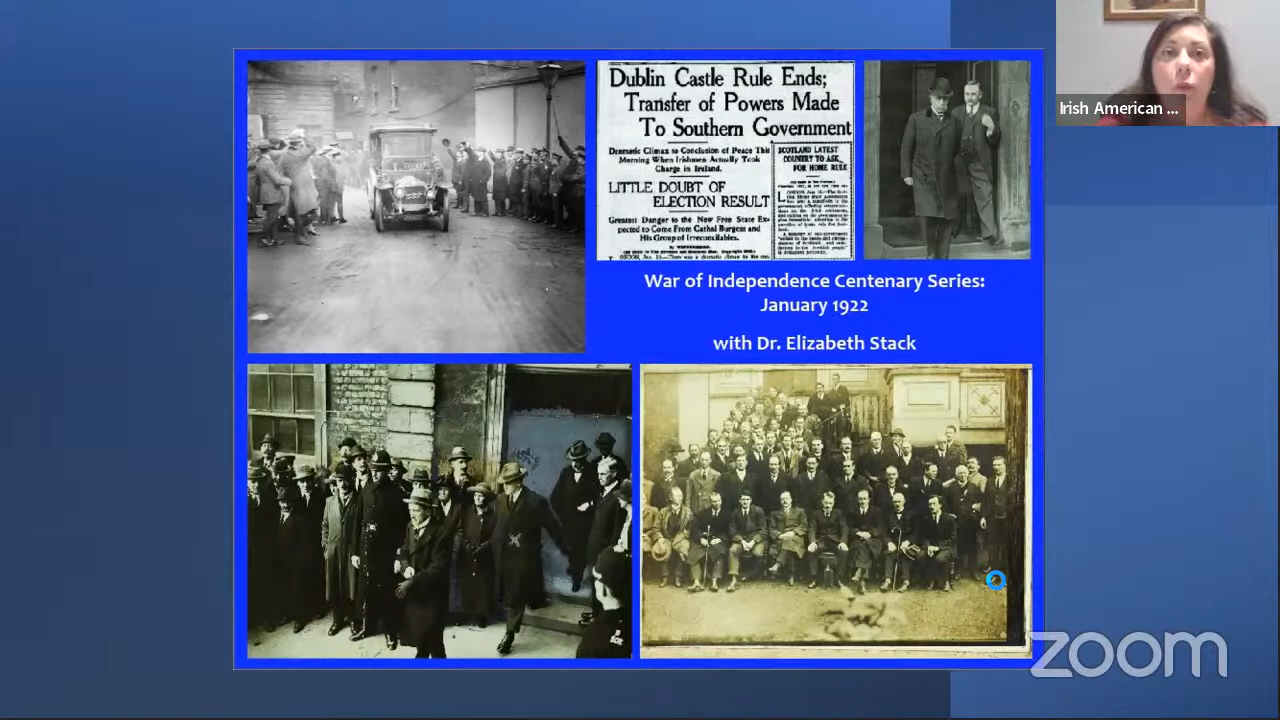 Dublin Castle Rule Ends;
Transfer of Powers Made
To Southern Government
Dramatic Climax to Conclusion of Peace This
Morning When Irishmen Actually Took
Charge in Ireland.
LITTLE DOUBT OF
ELECTION RESULT
Greatest Danger to the New Free State Ex-
pected to Come From Cathal Burgess and
His Group of Irreconcilables.
SCOTLAND LATEST
COUNTRY TO ASK
FOR HOME RULE
War of Independence Centenary Series:
January 1922
with Dr. Elizabeth Stack
Irish American ...
zoom